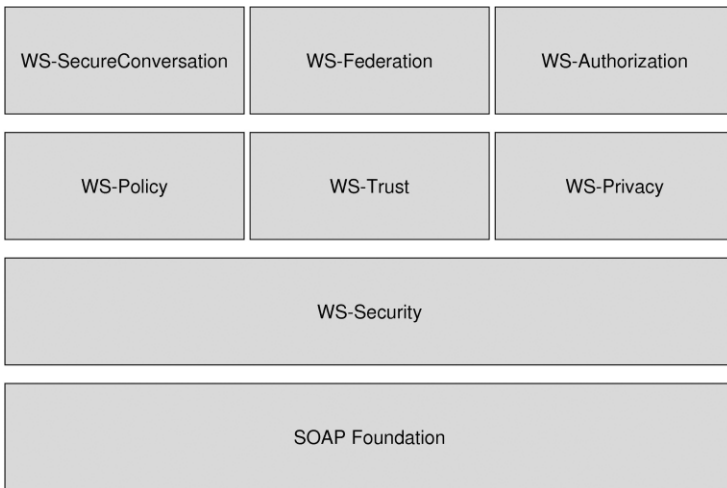 WS-SecureConversation
WS-Federation
WS-Authorization
WS-Policy
WS-Trust
WS-Privacy
WS-Security
SOAP Foundation